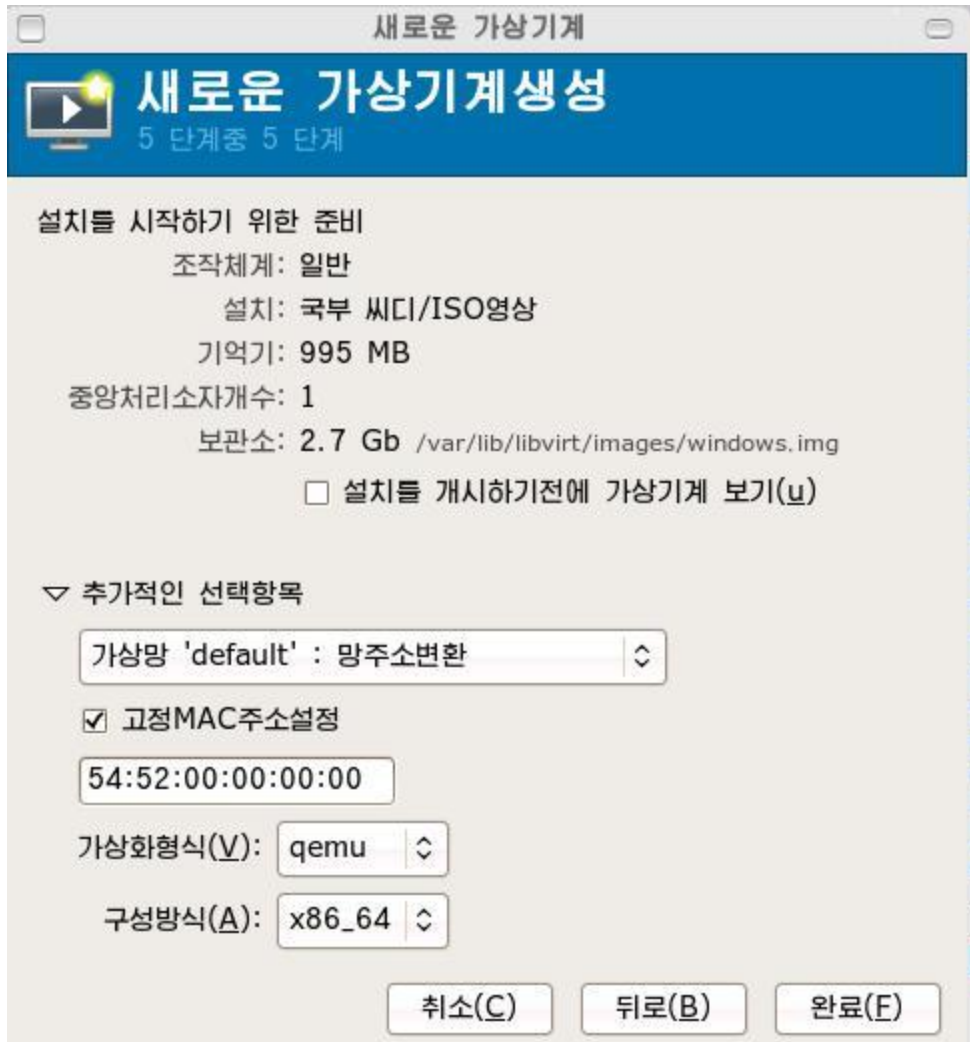 새로운 가상기계
새로운 가상기계생성
5 단계중 5 단계
설치를 시작하기 위한 준비
조작체계: 일반
설치: 국부 씨디/ISO영상
기억기: 995 MB
중앙처리소자개수: 1
보관소: 2.7 Gb /var/lib/libvirt/images/windows.img
설치를 개시하기전에 가상기계 보기(u)
추가적인 선택항목
가상망 'default' : 망주소변환
고정MAC주소설정
54:52:00:00:00:00
가상화형식(V): qemu
구성방식(A): x86_64
취소(C) 뒤로(B) 완료(F)